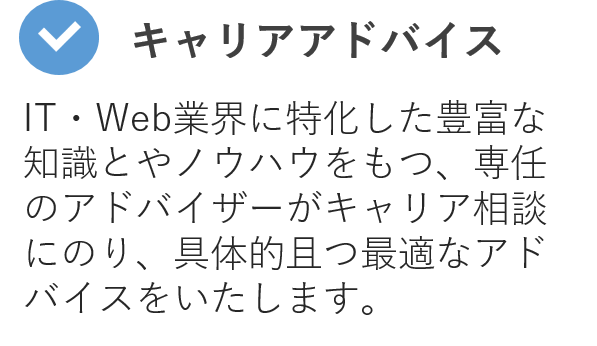 キャリアアドバイス
IT・Web業界に特化した豊富な
知識とやノウハウをもつ、専任
のアドバイザーがキャリア相談
にのり、具体的且つ最適なアド
バイスをいたします。